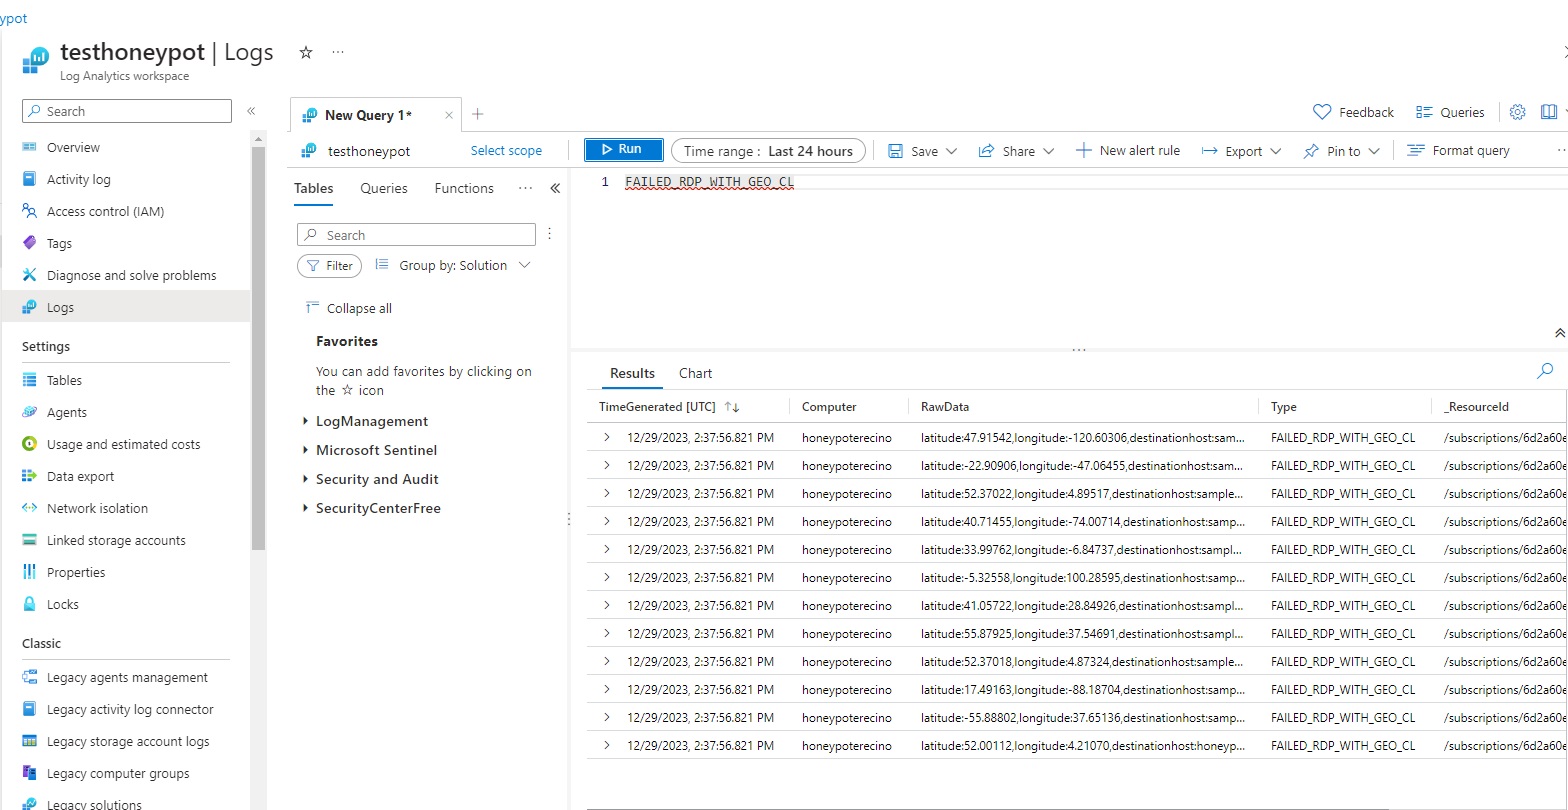 ypot
testhoneypot | Logs
Log Analytics workspace
Search
Overview
Activity log
Access control (IAM)
Tags
Diagnose and solve problems
Logs
Settings
Tables
Agents
Usage and estimated costs
Data export
Network isolation
Linked storage accounts
Properties
Locks
Classic
Legacy agents management
Legacy activity log connector
Legacy storage account logs
Legacy computer groups
Legacy solutions
New Query 1*
Feedback Queries
testhoneypot Select scope Run Time range : Last 24 hours Save Share New alert rule Export Pin to Format query
Tables Queries Functions
Search
Filter Group by: Solution
Collapse all
Favorites
You can add favorites by clicking on
the ☆ icon
LogManagement
Microsoft Sentinel
Security and Audit
SecurityCenterFree
1 FAILED_RDP_WITH_GEO_CL
Results Chart
TimeGenerated [UTC] Computer RawData Type _ResourceId
12/29/2023, 2:37:56.821 PM honeypoterecino latitude:47.91542,longitude:-120.60306,destinationhost:sam... FAILED_RDP_WITH_GEO_CL /subscriptions/6d2a60e
12/29/2023, 2:37:56.821 PM honeypoterecino latitude:-22.90906,longitude:-47.06455,destinationhost:sam... FAILED_RDP_WITH_GEO_CL /subscriptions/6d2a60e
12/29/2023, 2:37:56.821 PM honeypoterecino latitude:52.37022,longitude:4.89517,destinationhost:sample... FAILED_RDP_WITH_GEO_CL /subscriptions/6d2a60e
12/29/2023, 2:37:56.821 PM honeypoterecino latitude:40.71455,longitude:-74.00714,destinationhost:samp... FAILED_RDP_WITH_GEO_CL /subscriptions/6d2a60e
12/29/2023, 2:37:56.821 PM honeypoterecino latitude:33.99762,longitude:-6.84737,destinationhost:sampl... FAILED_RDP_WITH_GEO_CL /subscriptions/6d2a60e
12/29/2023, 2:37:56.821 PM honeypoterecino latitude:-5.32558,longitude:100.28595,destinationhost:samp... FAILED_RDP_WITH_GEO_CL /subscriptions/6d2a60e
12/29/2023, 2:37:56.821 PM honeypoterecino latitude:41.05722,longitude:28.84926,destinationhost:sampl... FAILED_RDP_WITH_GEO_CL /subscriptions/6d2a60e
12/29/2023, 2:37:56.821 PM honeypoterecino latitude:55.87925,longitude:37.54691,destinationhost:sampl... FAILED_RDP_WITH_GEO_CL /subscriptions/6d2a60e
12/29/2023, 2:37:56.821 PM honeypoterecino latitude:52.37018,longitude:4.87324,destinationhost:sample... FAILED_RDP_WITH_GEO_CL /subscriptions/6d2a60e
12/29/2023, 2:37:56.821 PM honeypoterecino latitude:17.49163,longitude:-88.18704,destinationhost:samp... FAILED_RDP_WITH_GEO_CL /subscriptions/6d2a60e
12/29/2023, 2:37:56.821 PM honeypoterecino latitude:-55.88802,longitude:37.65136,destinationhost:samp... FAILED_RDP_WITH_GEO_CL /subscriptions/6d2a60e
12/29/2023, 2:37:56.821 PM honeypoterecino latitude:52.00112,longitude:4.21070,destinationhost:honeyp... FAILED_RDP_WITH_GEO_CL /subscriptions/6d2a60e